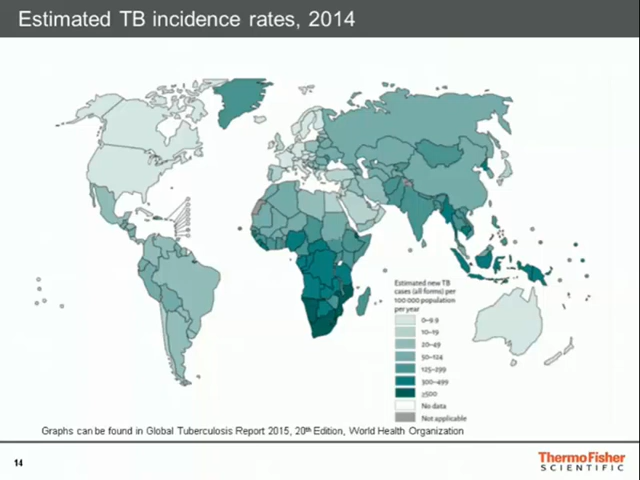 Estimated TB incidence rates, 2014
Estimated new TB
cases (all forms) per
100 000 population
per year
0–9.9
10–19
20–49
50–124
125–299
300–499
≥500
No data
Not applicable
Graphs can be found in Global Tuberculosis Report 2015, 20th Edition, World Health Organization
14
ThermoFisher
SCIENTIFIC